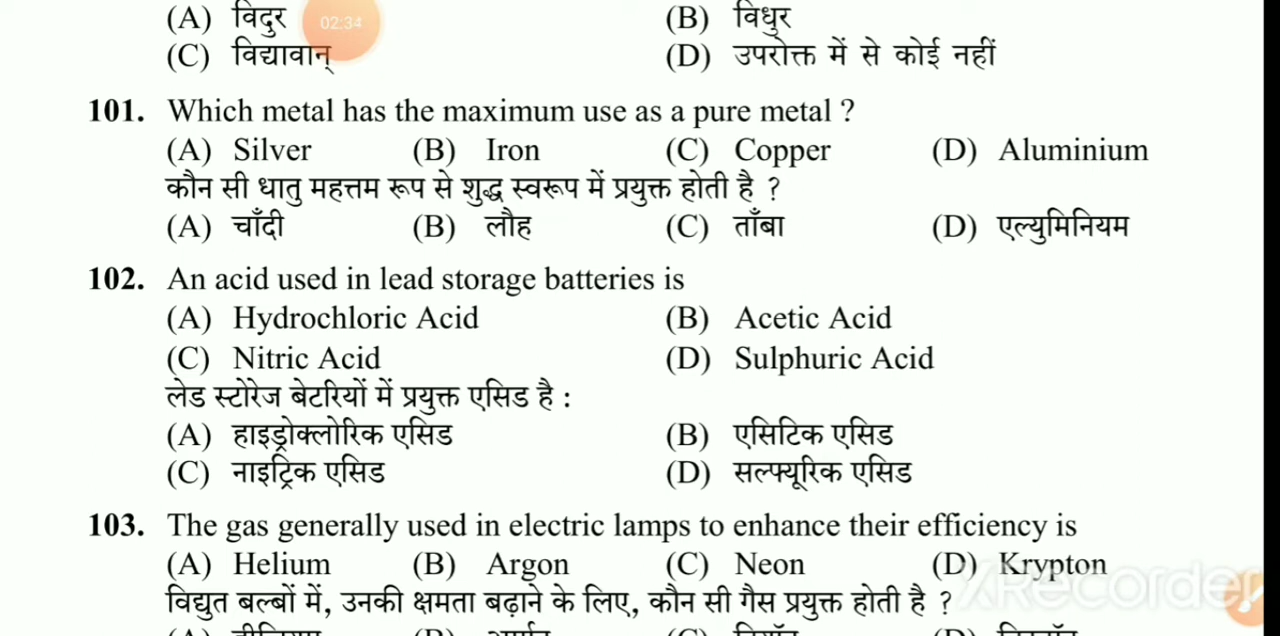 (A) विदुर (B) विधुर
02:34
(C) विद्यावान् (D) उपरोक्त में से कोई नहीं
101. Which metal has the maximum use as a pure metal ?
(A) Silver (B) Iron (C) Copper (D) Aluminium
कौन सी धातु महत्तम रूप से शुद्ध स्वरूप में प्रयुक्त होती है ?
(A) चाँदी (B) लौह (C) ताँबा (D) एल्युमिनियम
102. An acid used in lead storage batteries is
(A) Hydrochloric Acid (B) Acetic Acid
(C) Nitric Acid (D) Sulphuric Acid
लेड स्टोरेज बेटरियों में प्रयुक्त एसिड है :
(A) हाइड्रोक्लोरिक एसिड (B) एसिटिक एसिड
(C) नाइट्रिक एसिड (D) सल्फ्यूरिक एसिड
103. The gas generally used in electric lamps to enhance their efficiency is
(A) Helium (B) Argon (C) Neon (D) Krypton
XRecorder
विद्युत बल्बों में, उनकी क्षमता बढ़ाने के लिए, कौन सी गैस प्रयुक्त होती है ?